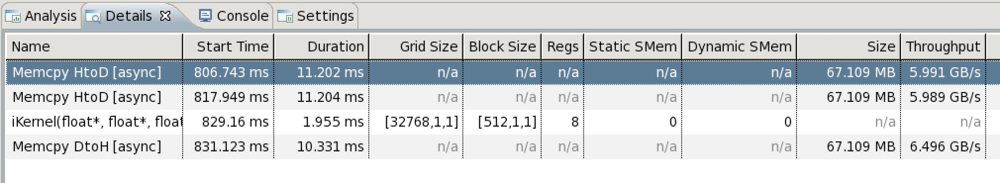 Analysis Details Console Settings
Name Start Time Duration Grid Size Block Size Regs Static SMem Dynamic SMem Size Throughput
Memcpy HtoD [async] 806.743 ms 11.202 ms n/a n/a n/a n/a n/a 67.109 MB 5.991 GB/s
Memcpy HtoD [async] 817.949 ms 11.204 ms n/a n/a n/a n/a n/a 67.109 MB 5.989 GB/s
iKernel(float*, float*, float 829.16 ms 1.955 ms [32768,1,1] [512,1,1] 8 0 0 n/a n/a
Memcpy DtoH [async] 831.123 ms 10.331 ms n/a n/a n/a n/a n/a 67.109 MB 6.496 GB/s